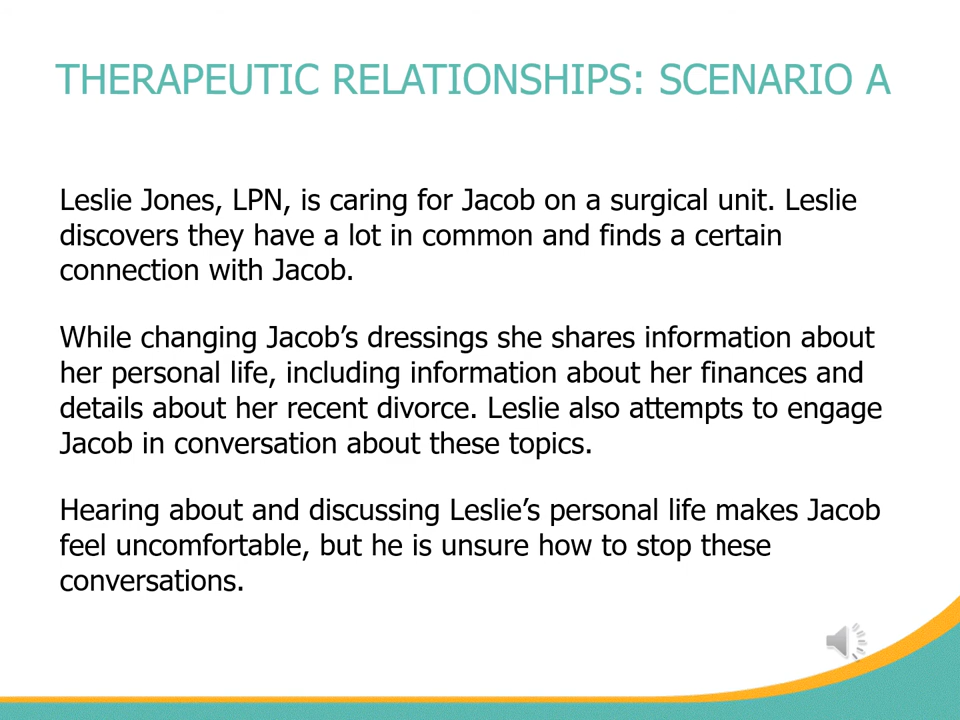 THERAPEUTIC RELATIONSHIPS: SCENARIO A
Leslie Jones, LPN, is caring for Jacob on a surgical unit. Leslie
discovers they have a lot in common and finds a certain
connection with Jacob.
While changing Jacob’s dressings she shares information about
her personal life, including information about her finances and
details about her recent divorce. Leslie also attempts to engage
Jacob in conversation about these topics.
Hearing about and discussing Leslie’s personal life makes Jacob
feel uncomfortable, but he is unsure how to stop these
conversations.